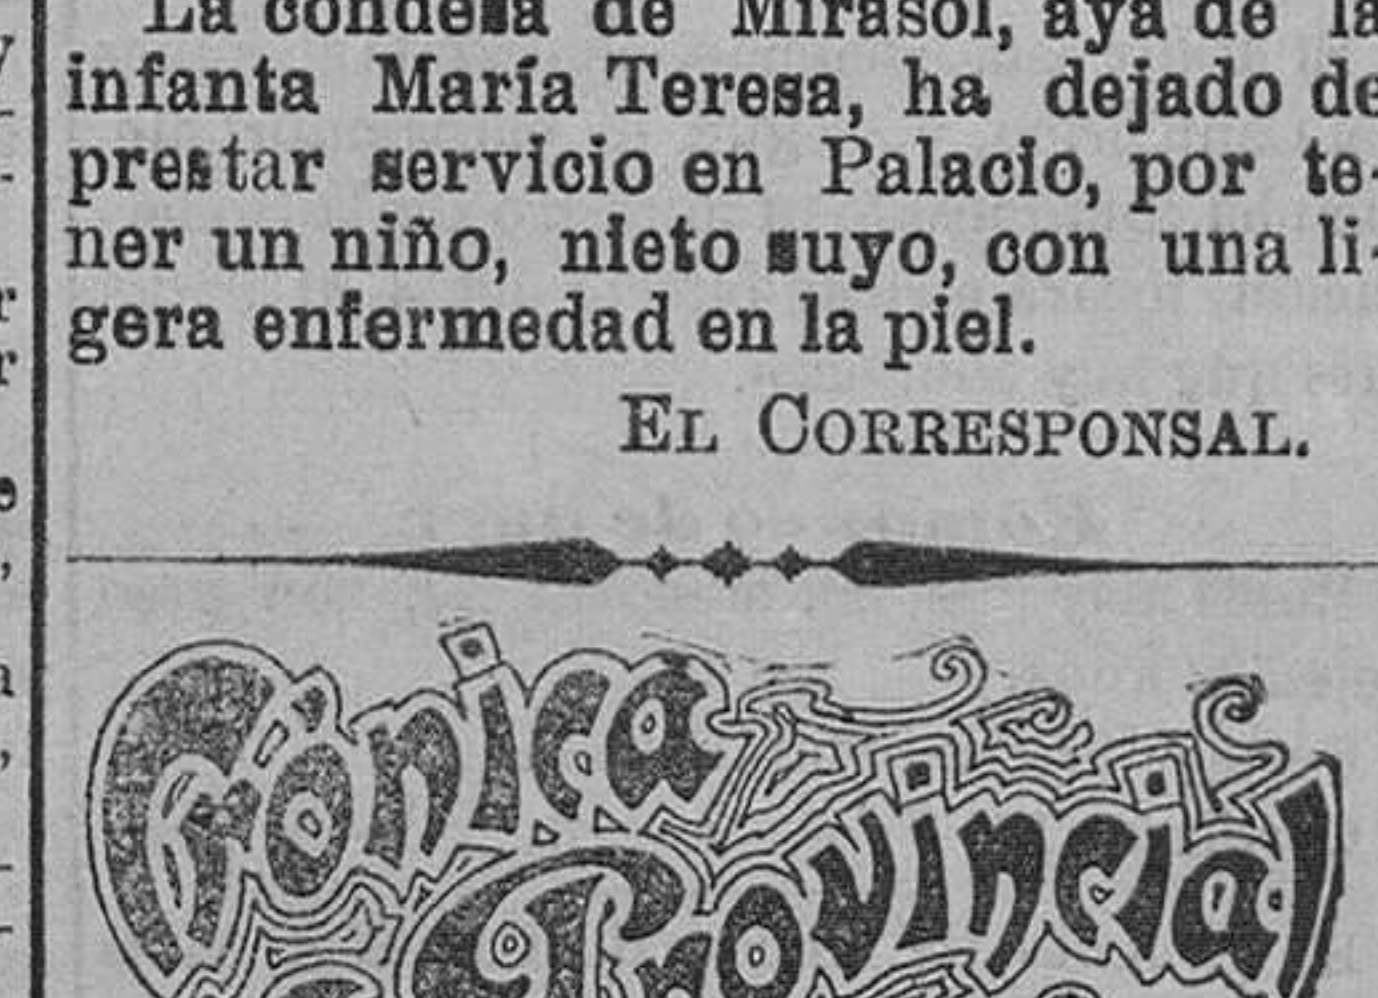 La condesa de Mirasol, aya de la
infanta María Teresa, ha dejado de
prestar servicio en Palacio, por te-
ner un niño, nieto suyo, con una li-
gera enfermedad en la piel.
EL CORRESPONSAL.
Crónica
Provincial